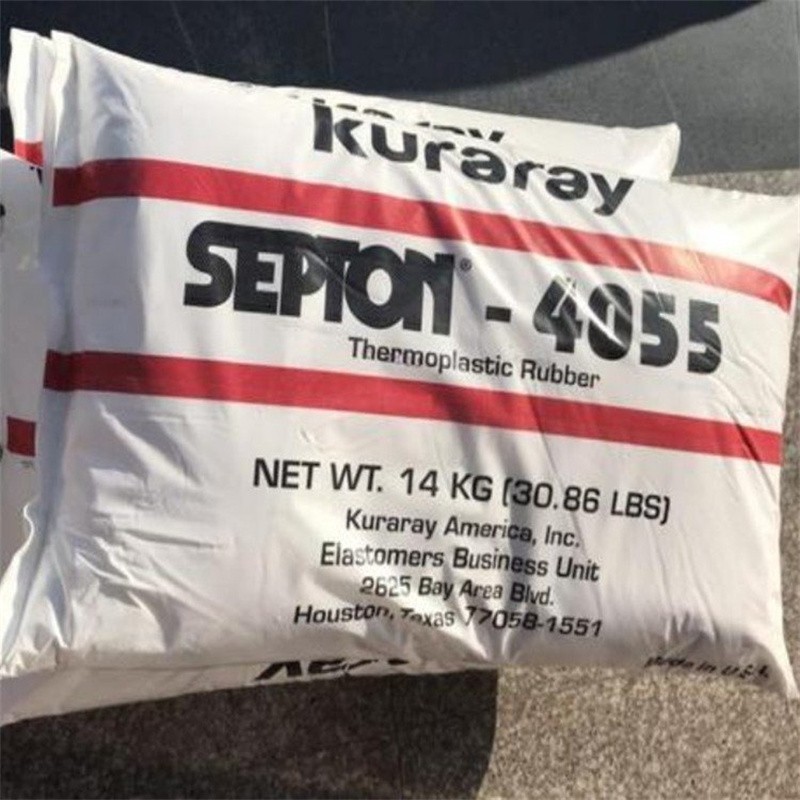 kuraray
SEPTON® - 4055
Thermoplastic Rubber
NET WT. 14 KG (30.86 LBS)
Kuraray America, Inc.
Elastomers Business Unit
2625 Bay Area Blvd.
Houston, Texas 77058-1551
Made in U.S.A.